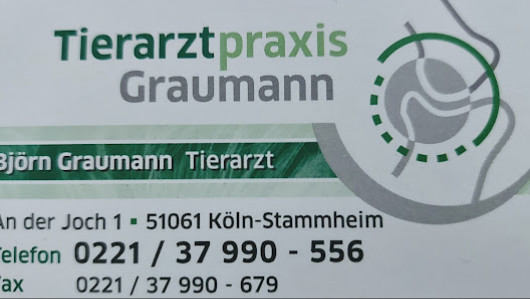 Tierarztpraxis
Graumann
Björn Graumann Tierarzt
An der Joch 1 ▪ 51061 Köln-Stammheim
Telefon 0221 / 37 990 - 556
Fax 0221 / 37 990 - 679